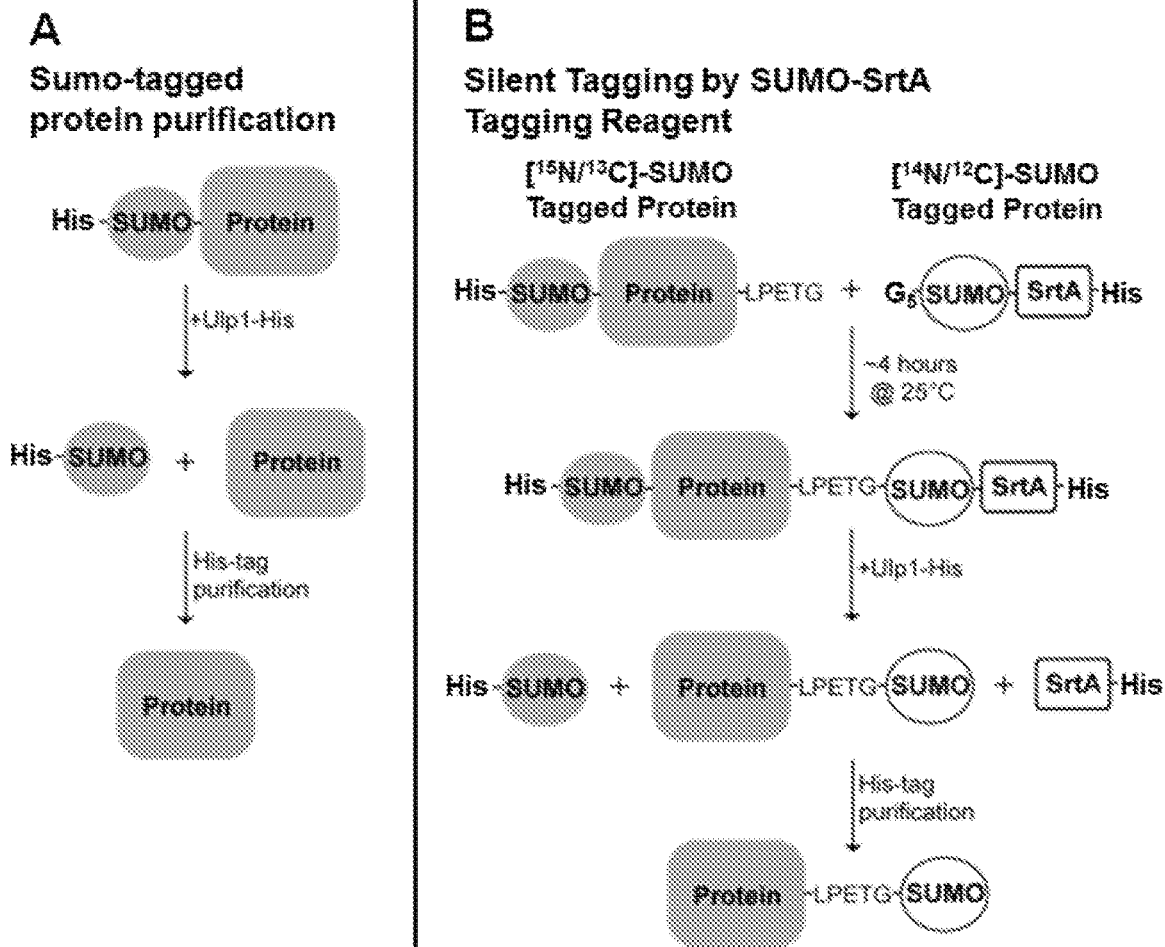 A
Sumo-tagged
protein purification
His-SUMO-Protein
+Ulp1-His
His-SUMO + Protein
His-tag
purification
Protein
B
Silent Tagging by SUMO-SrtA
Tagging Reagent
[¹⁵N/¹³C]-SUMO
Tagged Protein
[¹⁴N/¹²C]-SUMO
Tagged Protein
His-SUMO-Protein-LPETG + G₅-SUMO-SrtA-His
~4 hours
@ 25°C
His-SUMO-Protein-LPETG-SUMO-SrtA-His
+Ulp1-His
His-SUMO + Protein-LPETG-SUMO + SrtA-His
His-tag
purification
Protein-LPETG-SUMO